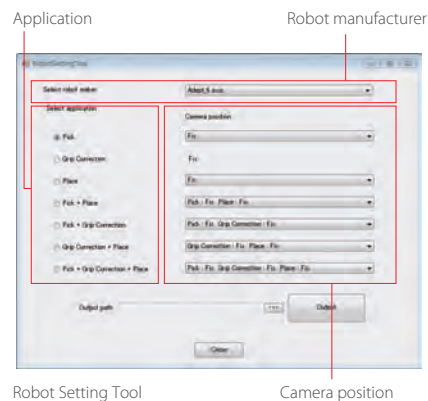 Application
Robot manufacturer
RobotSettingTool
Select robot maker
Adept_6 axis
Select application
Camera position
Pick
Fix
Grip Correction
Fix
Place
Fix
Pick + Place
Pick : Fix Place : Fix
Pick + Grip Correction
Pick : Fix Grip Correction : Fix
Grip Correction + Place
Grip Correction : Fix Place : Fix
Pick + Grip Correction + Place
Pick : Fix Grip Correction : Fix Place : Fix
Output path
Output
Close
Robot Setting Tool
Camera position